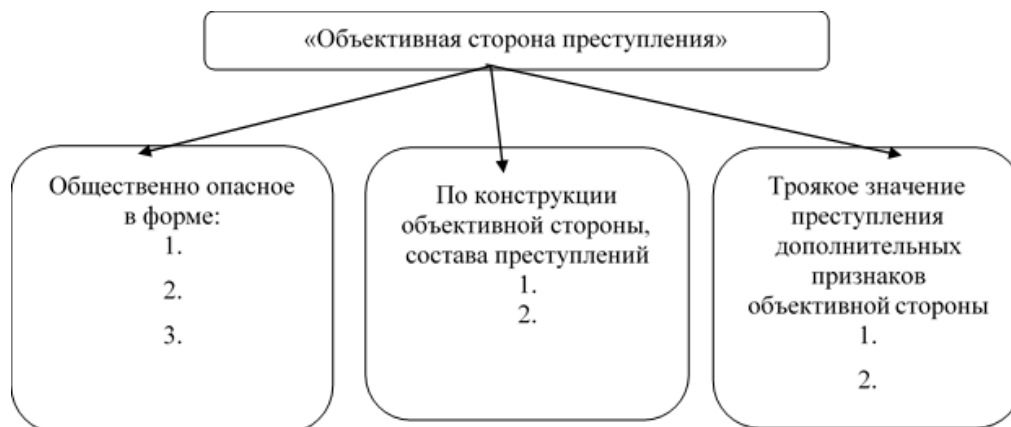 «Объективная сторона преступления»
Общественно опасное
в форме:
1.
2.
3.
По конструкции
объективной стороны,
состава преступлений
1.
2.
Троякое значение
преступления
дополнительных
признаков
объективной стороны
1.
2.